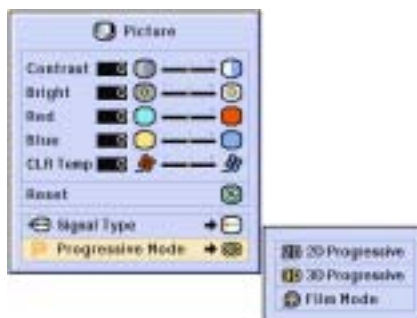 Picture
Contrast
Bright
Red
Blue
CLR Temp
Reset
Signal Type
Progressive Mode
2D Progressive
3D Progressive
Film Mode